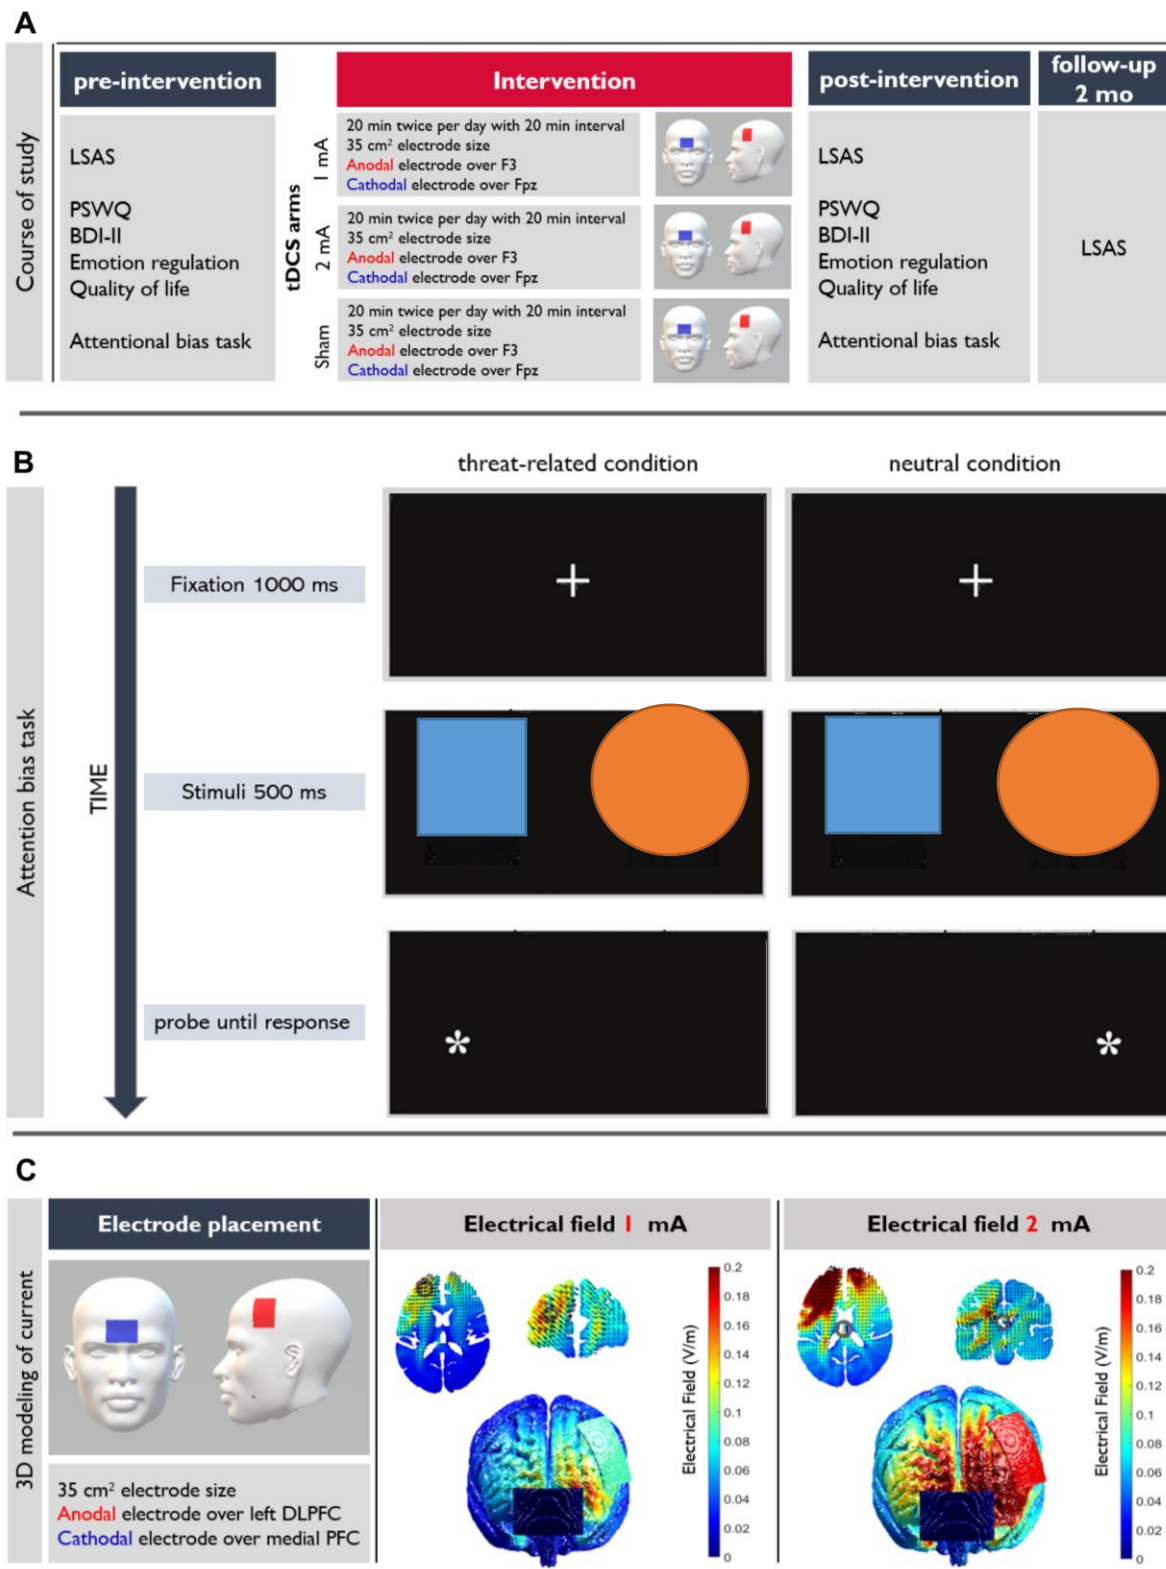 A
Course of study
pre-intervention
LSAS
PSWQ
BDI-II
Emotion regulation
Quality of life
Attentional bias task
tDCS arms
Intervention
1 mA
20 min twice per day with 20 min interval
35 cm² electrode size
Anodal electrode over F3
Cathodal electrode over Fpz
2 mA
20 min twice per day with 20 min interval
35 cm² electrode size
Anodal electrode over F3
Cathodal electrode over Fpz
Sham
20 min twice per day with 20 min interval
35 cm² electrode size
Anodal electrode over F3
Cathodal electrode over Fpz
post-intervention
LSAS
PSWQ
BDI-II
Emotion regulation
Quality of life
Attentional bias task
follow-up
2 mo
LSAS
B
Attention bias task
TIME
threat-related condition
neutral condition
Fixation 1000 ms
+
+
Stimuli 500 ms
probe until response
*
*
C
3D modeling of current
Electrode placement
35 cm² electrode size
Anodal electrode over left DLPFC
Cathodal electrode over medial PFC
Electrical field 1 mA
Electrical Field (V/m)
0.2
0.18
0.16
0.14
0.12
0.1
0.08
0.06
0.04
0.02
0
Electrical field 2 mA
Electrical Field (V/m)
0.2
0.18
0.16
0.14
0.12
0.1
0.08
0.06
0.04
0.02
0